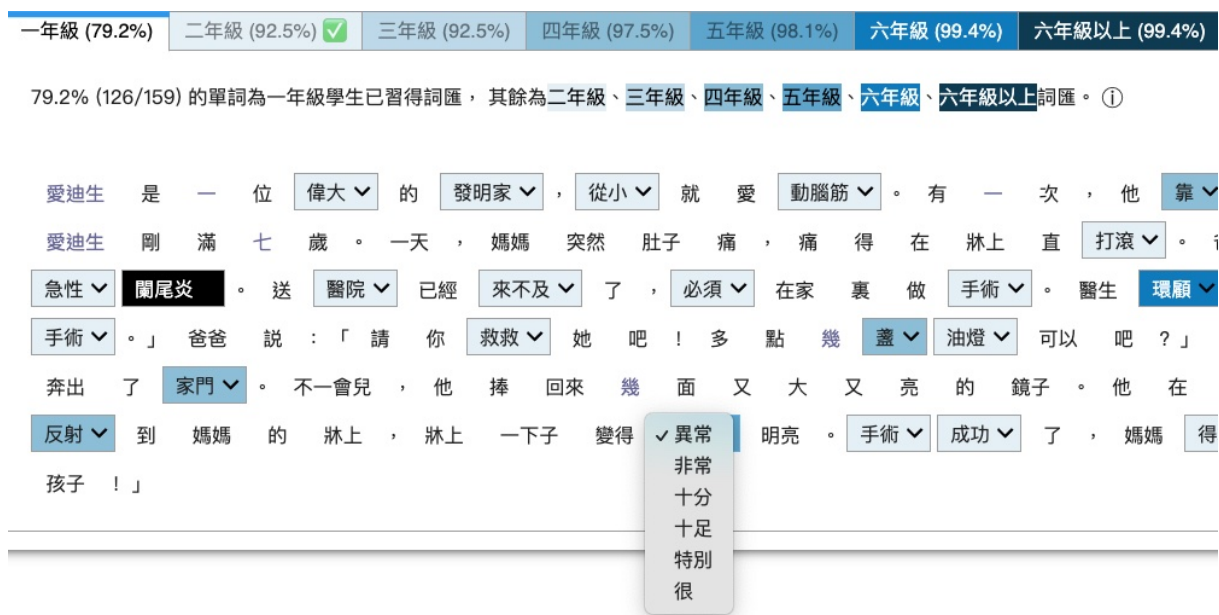 一年級 (79.2%) 二年級 (92.5%) ✅ 三年級 (92.5%) 四年級 (97.5%) 五年級 (98.1%) 六年級 (99.4%) 六年級以上 (99.4%)
79.2% (126/159) 的單詞為一年級學生已習得詞匯，其餘為二年級、三年級、四年級、五年級、六年級、六年級以上詞匯。ⓘ
愛迪生 是 一 位 偉大 的 發明家 ， 從小 就 愛 動腦筋 。 有 一 次 ， 他 靠
愛迪生 剛 滿 七 歲 。 一天 ， 媽媽 突然 肚子 痛 ， 痛 得 在 牀上 直 打滾 。
急性 闌尾炎 。 送 醫院 已經 來不及 了 ， 必須 在家 裏 做 手術 。 醫生 環顧
手術 。」 爸爸 説 ：「 請 你 救救 她 吧 ！ 多 點 幾 盞 油燈 可以 吧 ？」
奔出 了 家門 。 不一會兒 ， 他 捧 回來 幾 面 又 大 又 亮 的 鏡子 。 他 在
反射 到 媽媽 的 牀上 ， 牀上 一下子 變得 異常 明亮 。 手術 成功 了 ， 媽媽 得
孩子 ！」
非常
十分
十足
特別
很